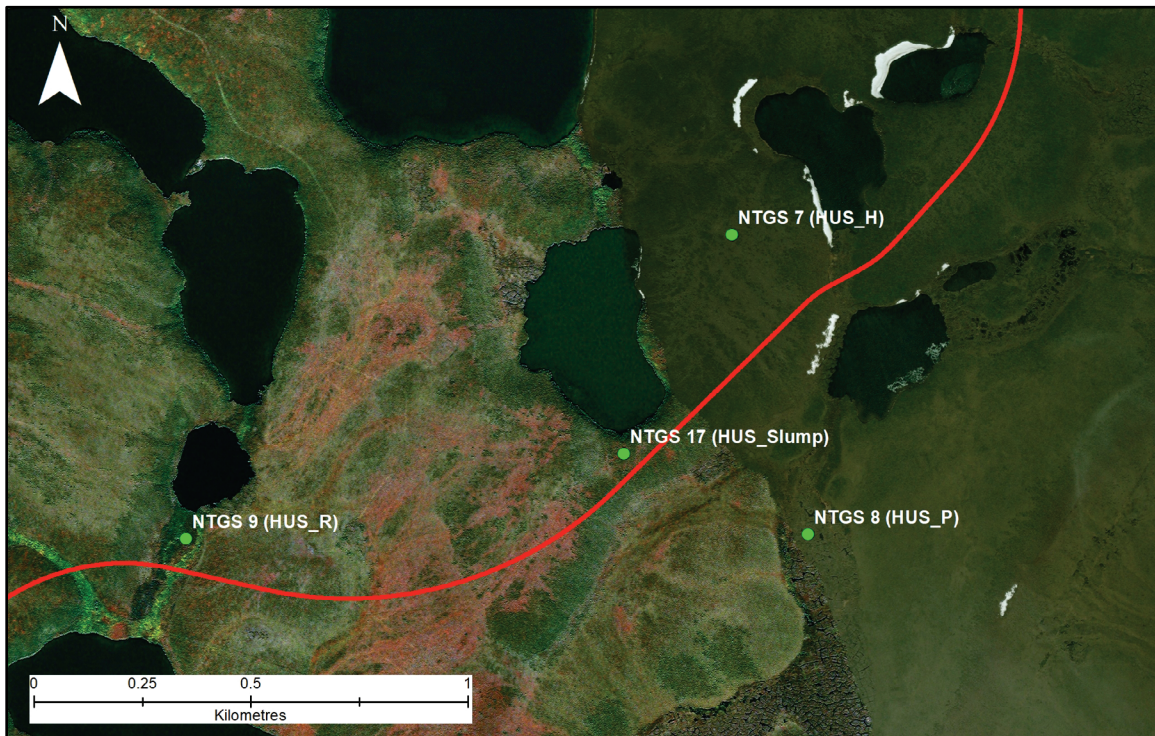 N
NTGS 7 (HUS_H)
NTGS 17 (HUS_Slump)
NTGS 9 (HUS_R)
NTGS 8 (HUS_P)
0 0.25 0.5 1
Kilometres